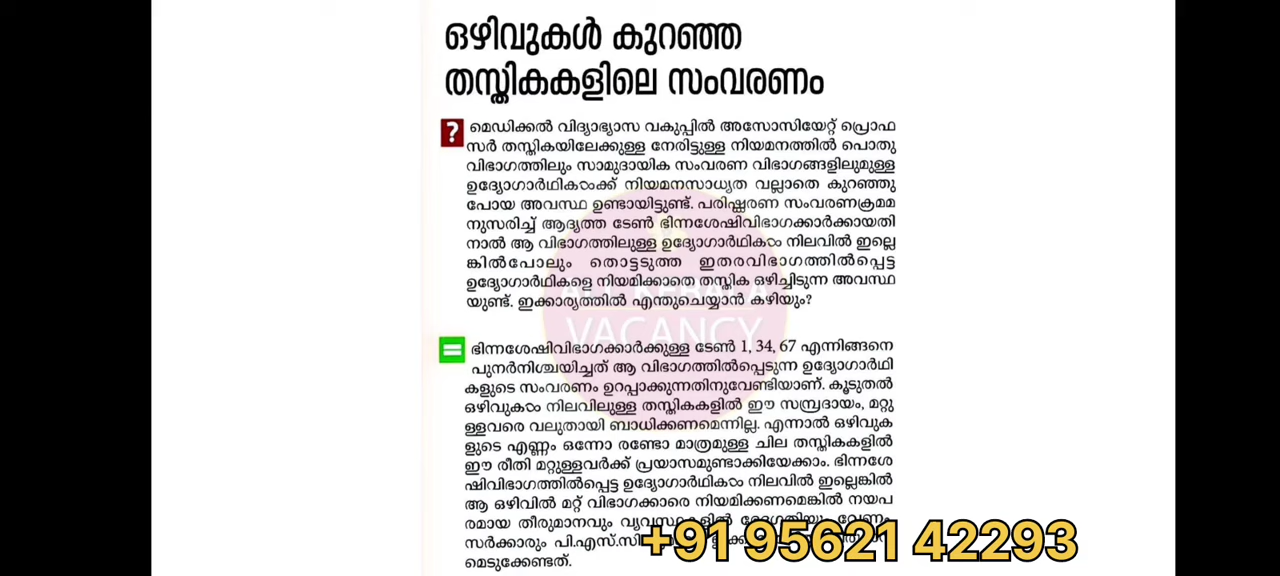 ഒഴിവുകൾ കുറഞ്ഞ
തസ്തികകളിലെ സംവരണം
? മെഡിക്കൽ വിദ്യാഭ്യാസ വകുപ്പിൽ അസോസിയേറ്റ് പ്രൊഫ
സർ തസ്തികയിലേക്കുള്ള നേരിട്ടുള്ള നിയമനത്തിൽ പൊതു
വിഭാഗത്തിലും സാമുദായിക സംവരണ വിഭാഗങ്ങളിലുമുള്ള
ഉദ്യോഗാർഥികൾക്ക് നിയമനസാധ്യത വല്ലാതെ കുറഞ്ഞു
പോയ അവസ്ഥ ഉണ്ടായിട്ടുണ്ട്. പരിഷ്കരണ സംവരണക്രമമ
നുസരിച്ച് ആദ്യത്ത ടേൺ ഭിന്നശേഷിവിഭാഗക്കാർക്കായതി
നാൽ ആ വിഭാഗത്തിലുള്ള ഉദ്യോഗാർഥികൾ നിലവിൽ ഇല്ലെ
ങ്കിൽപോലും തൊട്ടടുത്ത ഇതരവിഭാഗത്തിൽപ്പെട്ട
ഉദ്യോഗാർഥികളെ നിയമിക്കാതെ തസ്തിക ഒഴിച്ചിടുന്ന അവസ്ഥ
യുണ്ട്. ഇക്കാര്യത്തിൽ എന്തുചെയ്യാൻ കഴിയും?
VACANCY
= ഭിന്നശേഷിവിഭാഗക്കാർക്കുള്ള ടേൺ 1, 34, 67 എന്നിങ്ങനെ
പുനർനിശ്ചയിച്ചത് ആ വിഭാഗത്തിൽപ്പെടുന്ന ഉദ്യോഗാർഥി
കളുടെ സംവരണം ഉറപ്പാക്കുന്നതിനുവേണ്ടിയാണ്. കൂടുതൽ
ഒഴിവുകൾ നിലവിലുള്ള തസ്തികകളിൽ ഈ സമ്പ്രദായം, മറ്റു
ള്ളവരെ വലുതായി ബാധിക്കണമെന്നില്ല. എന്നാൽ ഒഴിവുക
ളുടെ എണ്ണം ഒന്നോ രണ്ടോ മാത്രമുള്ള ചില തസ്തികകളിൽ
ഈ രീതി മറ്റുള്ളവർക്ക് പ്രയാസമുണ്ടാക്കിയേക്കാം. ഭിന്നശേ
ഷിവിഭാഗത്തിൽപ്പെട്ട ഉദ്യോഗാർഥികൾ നിലവിൽ ഇല്ലെങ്കിൽ
ആ ഒഴിവിൽ മറ്റ് വിഭാഗക്കാരെ നിയമിക്കണമെങ്കിൽ നയപ
രമായ തീരുമാനവും വ്യവസ്ഥകളിൽ ഭേദഗതിയും വേണം.
സർക്കാരും പി.എസ്.സി
+91 95621 42293
മെടുക്കേണ്ടത്.